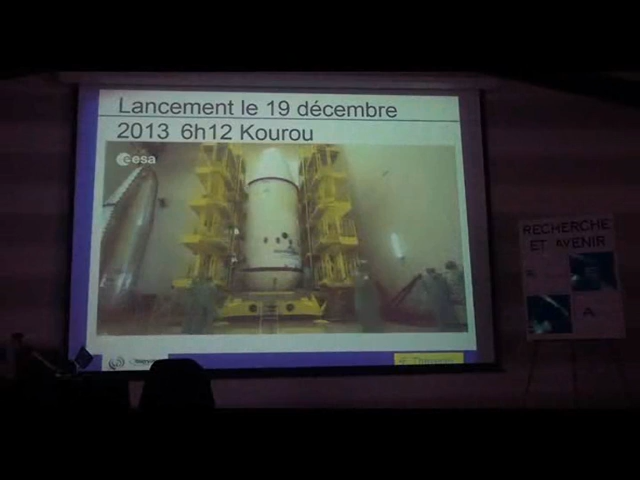 Lancement le 19 décembre
2013 6h12 Kourou
esa
RECHERCHE
ET AVENIR